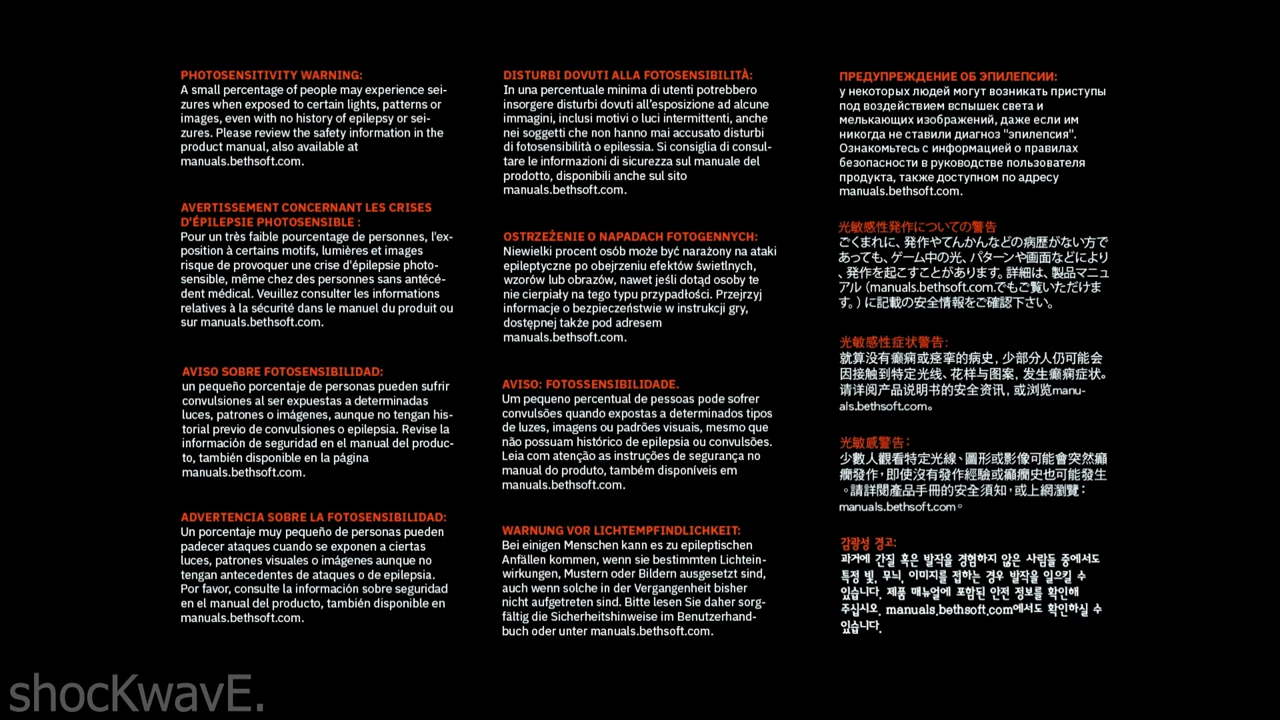 PHOTOSENSITIVITY WARNING:
A small percentage of people may experience sei-
zures when exposed to certain lights, patterns or
images, even with no history of epilepsy or sei-
zures. Please review the safety information in the
product manual, also available at
manuals.bethsoft.com.
AVERTISSEMENT CONCERNANT LES CRISES
D'ÉPILEPSIE PHOTOSENSIBLE :
Pour un très faible pourcentage de personnes, l'ex-
position à certains motifs, lumières et images
risque de provoquer une crise d'épilepsie photo-
sensible, même chez des personnes sans antécé-
dent médical. Veuillez consulter les informations
relatives à la sécurité dans le manuel du produit ou
sur manuals.bethsoft.com.
AVISO SOBRE FOTOSENSIBILIDAD:
un pequeño porcentaje de personas pueden sufrir
convulsiones al ser expuestas a determinadas
luces, patrones o imágenes, aunque no tengan his-
torial previo de convulsiones o epilepsia. Revise la
información de seguridad en el manual del produc-
to, también disponible en la página
manuals.bethsoft.com.
ADVERTENCIA SOBRE LA FOTOSENSIBILIDAD:
Un porcentaje muy pequeño de personas pueden
padecer ataques cuando se exponen a ciertas
luces, patrones visuales o imágenes aunque no
tengan antecedentes de ataques o de epilepsia.
Por favor, consulte la información sobre seguridad
en el manual del producto, también disponible en
manuals.bethsoft.com.
DISTURBI DOVUTI ALLA FOTOSENSIBILITÀ:
In una percentuale minima di utenti potrebbero
insorgere disturbi dovuti all'esposizione ad alcune
immagini, inclusi motivi o luci intermittenti, anche
nei soggetti che non hanno mai accusato disturbi
di fotosensibilità o epilessia. Si consiglia di consul-
tare le informazioni di sicurezza sul manuale del
prodotto, disponibili anche sul sito
manuals.bethsoft.com.
OSTRZEŻENIE O NAPADACH FOTOGENNYCH:
Niewielki procent osób może być narażony na ataki
epileptyczne po obejrzeniu efektów świetlnych,
wzorów lub obrazów, nawet jeśli dotąd osoby te
nie cierpiały na tego typu przypadłości. Przejrzyj
informacje o bezpieczeństwie w instrukcji gry,
dostępnej także pod adresem
manuals.bethsoft.com.
AVISO: FOTOSSENSIBILIDADE.
Um pequeno percentual de pessoas pode sofrer
convulsões quando expostas a determinados tipos
de luzes, imagens ou padrões visuais, mesmo que
não possuam histórico de epilepsia ou convulsões.
Leia com atenção as instruções de segurança no
manual do produto, também disponíveis em
manuals.bethsoft.com.
WARNUNG VOR LICHTEMPFINDLICHKEIT:
Bei einigen Menschen kann es zu epileptischen
Anfällen kommen, wenn sie bestimmten Lichtein-
wirkungen, Mustern oder Bildern ausgesetzt sind,
auch wenn solche in der Vergangenheit bisher
nicht aufgetreten sind. Bitte lesen Sie daher sorg-
fältig die Sicherheitshinweise im Benutzerhand-
buch oder unter manuals.bethsoft.com.
ПРЕДУПРЕЖДЕНИЕ ОБ ЭПИЛЕПСИИ:
у некоторых людей могут возникать приступы
под воздействием вспышек света и
мелькающих изображений, даже если им
никогда не ставили диагноз "эпилепсия".
Ознакомьтесь с информацией о правилах
безопасности в руководстве пользователя
продукта, также доступном по адресу
manuals.bethsoft.com.
光敏感性発作についての警告
ごくまれに、発作やてんかんなどの病歴がない方で
あっても、ゲーム中の光、パターンや画面などにより
、発作を起こすことがあります。詳細は、製品マニュ
アル (manuals.bethsoft.comでもご覧いただけま
す。) に記載の安全情報をご確認下さい。
光敏感性症状警告:
就算没有癫痫或痉挛的病史，少部分人仍可能会
因接触到特定光线、花样与图案，发生癫痫症状。
请详阅产品说明书的安全资讯，或浏览manu-
als.bethsoft.com。
光敏感警告：
少數人觀看特定光線、圖形或影像可能會突然癲
癇發作，即使沒有發作經驗或癲癇史也可能發生
。請詳閱產品手冊的安全須知，或上網瀏覽：
manuals.bethsoft.com。
감광성 경고:
과거에 간질 혹은 발작을 경험하지 않은 사람들 중에서도
특정 빛, 무늬, 이미지를 접하는 경우 발작을 일으킬 수
있습니다. 제품 매뉴얼에 포함된 안전 정보를 확인해
주십시오. manuals.bethsoft.com에서도 확인하실 수
있습니다.
shocKwavE.